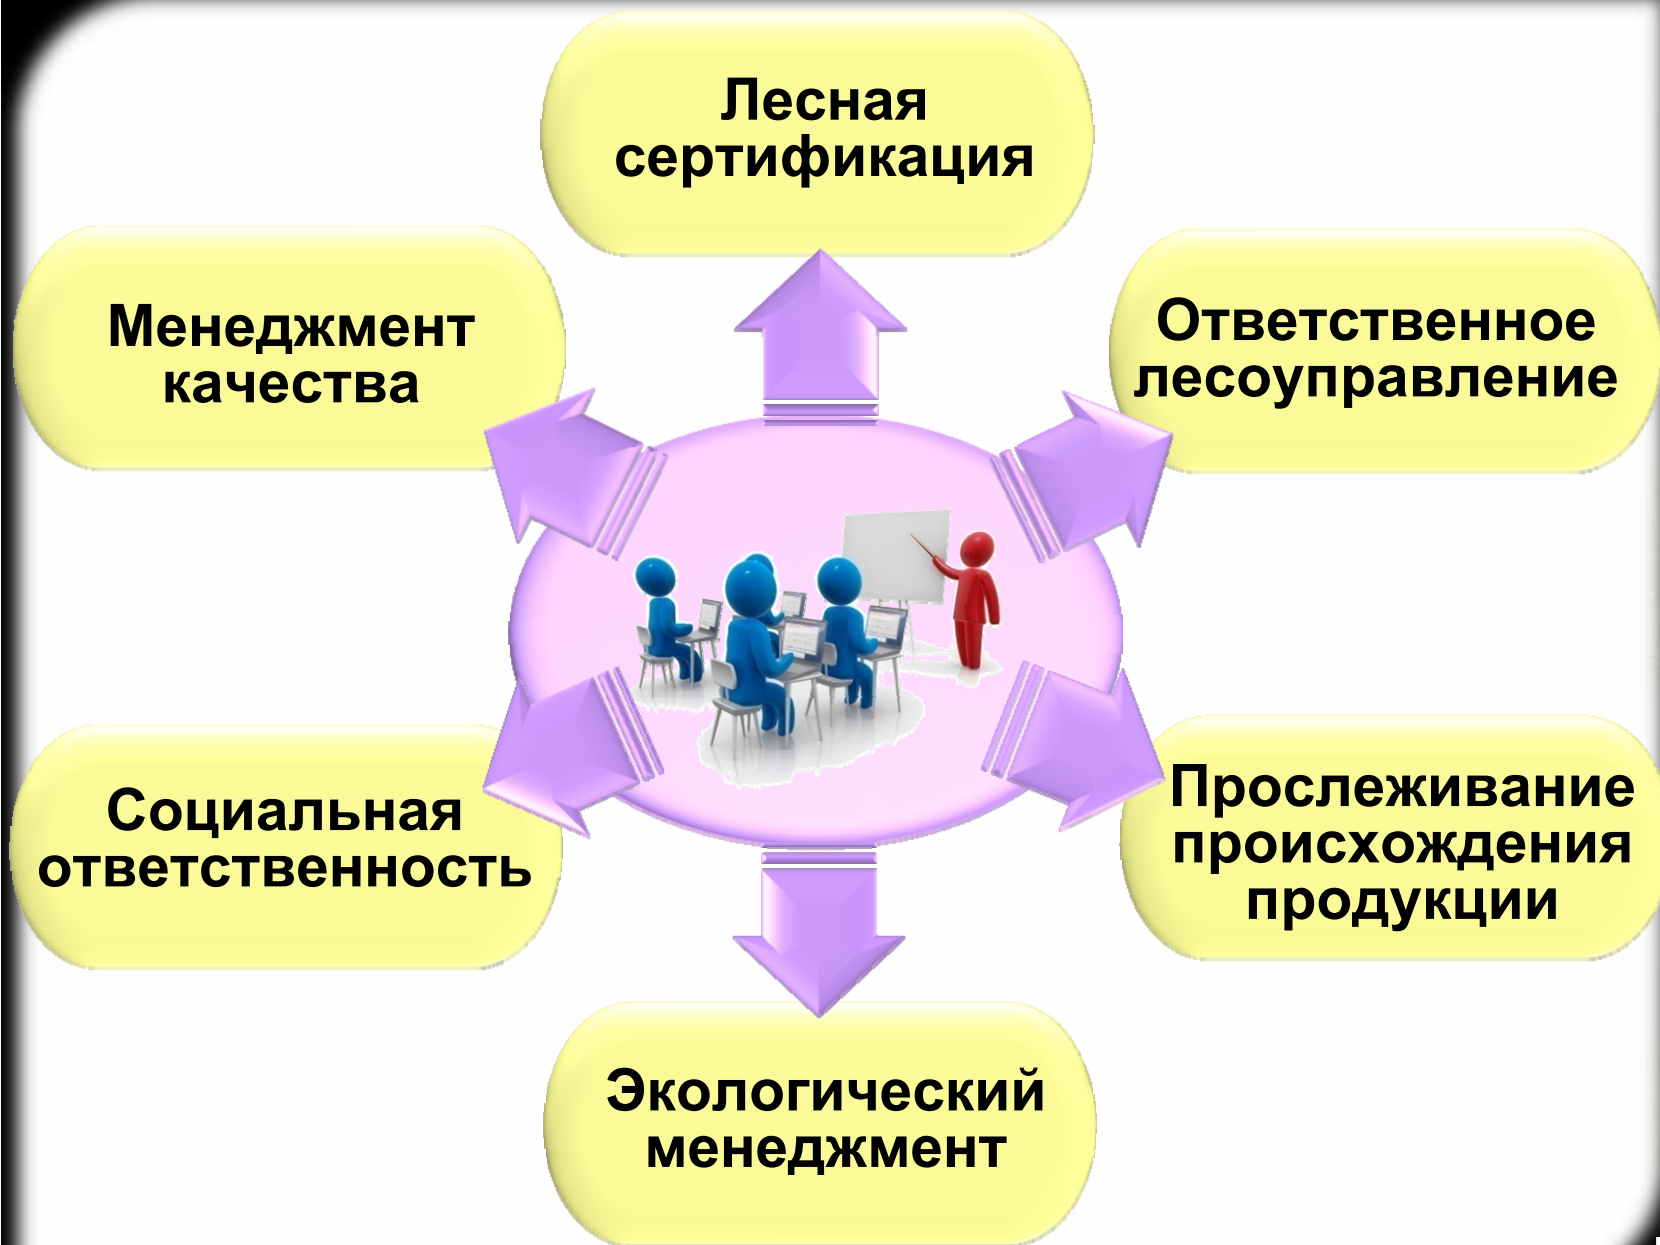 Лесная
сертификация
Менеджмент
качества
Ответственное
лесоуправление
Социальная
ответственность
Прослеживание
происхождения
продукции
Экологический
менеджмент